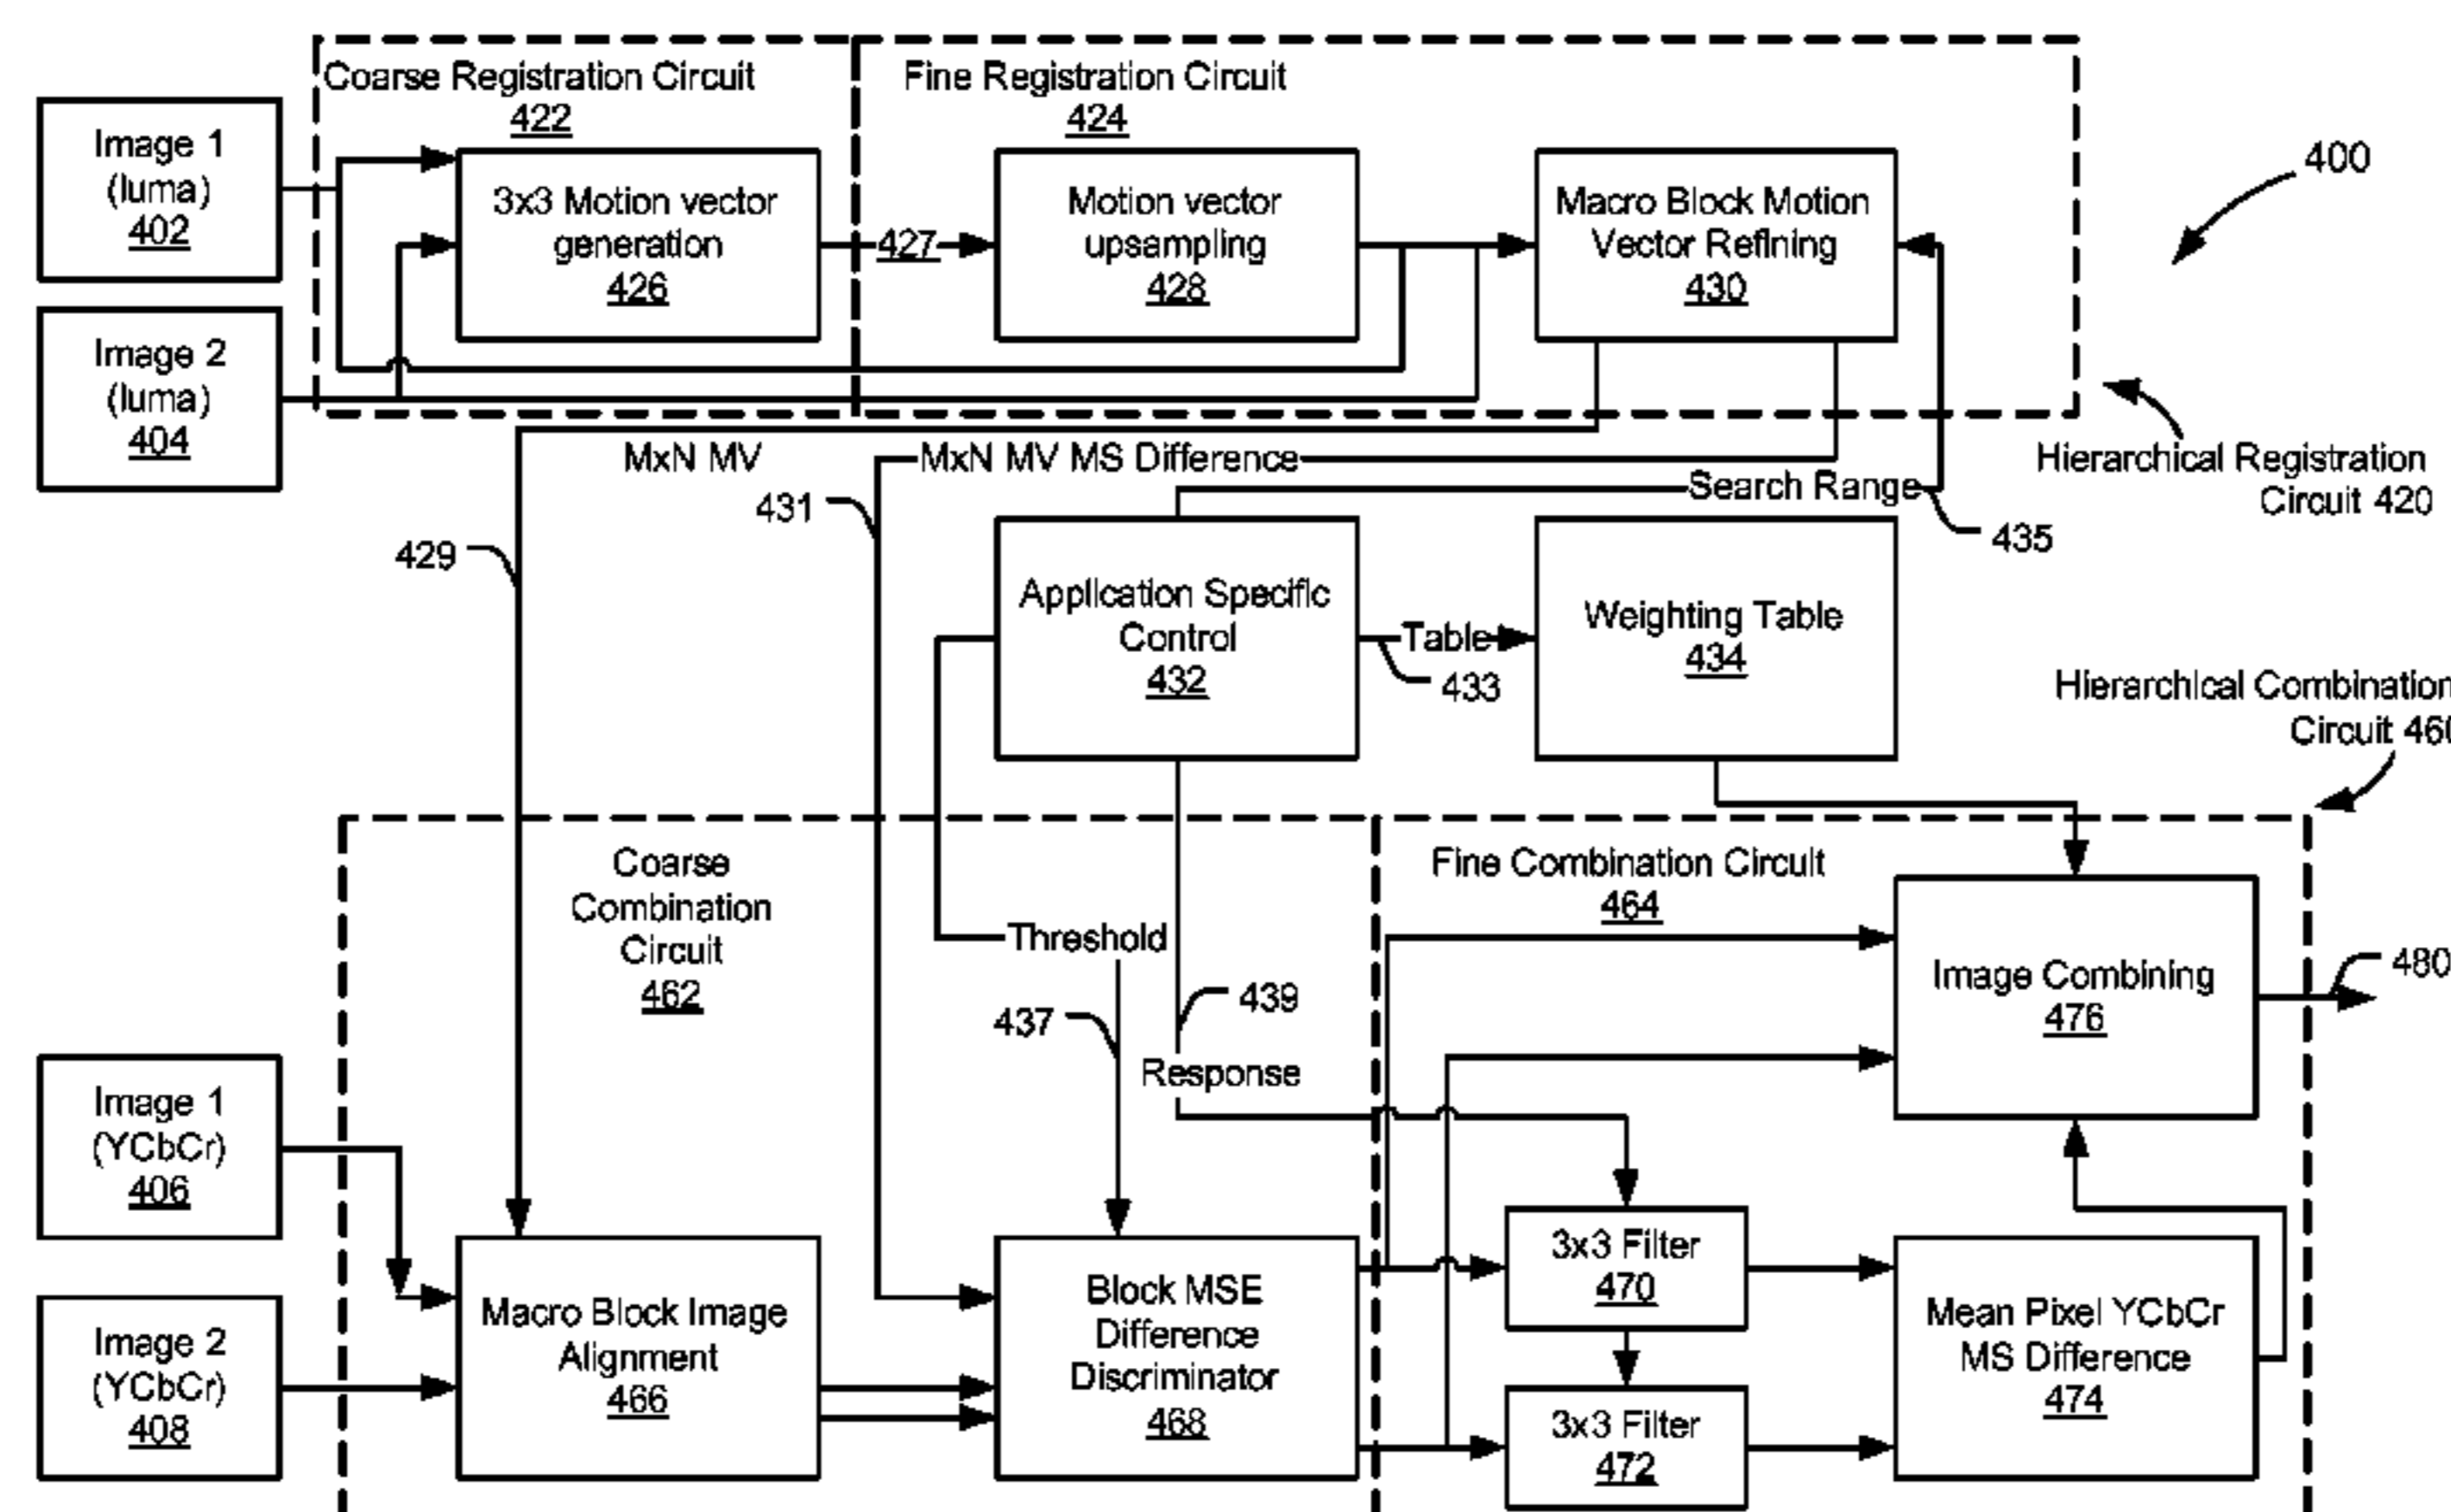 Coarse Registration Circuit
422
Fine Registration Circuit
424
Image 1
(luma)
402
3x3 Motion vector
generation
426
427
Motion vector
upsampling
428
Macro Block Motion
Vector Refining
430
400
Image 2
(luma)
404
MxN MV
MxN MV MS Difference
Search Range
Hierarchical Registration
Circuit 420
431
429
435
Application Specific
Control
432
Table
433
Weighting Table
434
Hierarchical Combination
Circuit 460
Coarse
Combination
Circuit
462
Fine Combination Circuit
464
Threshold
437
439
Response
Image Combining
476
480
Image 1
(YCbCr)
406
Image 2
(YCbCr)
408
Macro Block Image
Alignment
466
Block MSE
Difference
Discriminator
468
3x3 Filter
470
3x3 Filter
472
Mean Pixel YCbCr
MS Difference
474